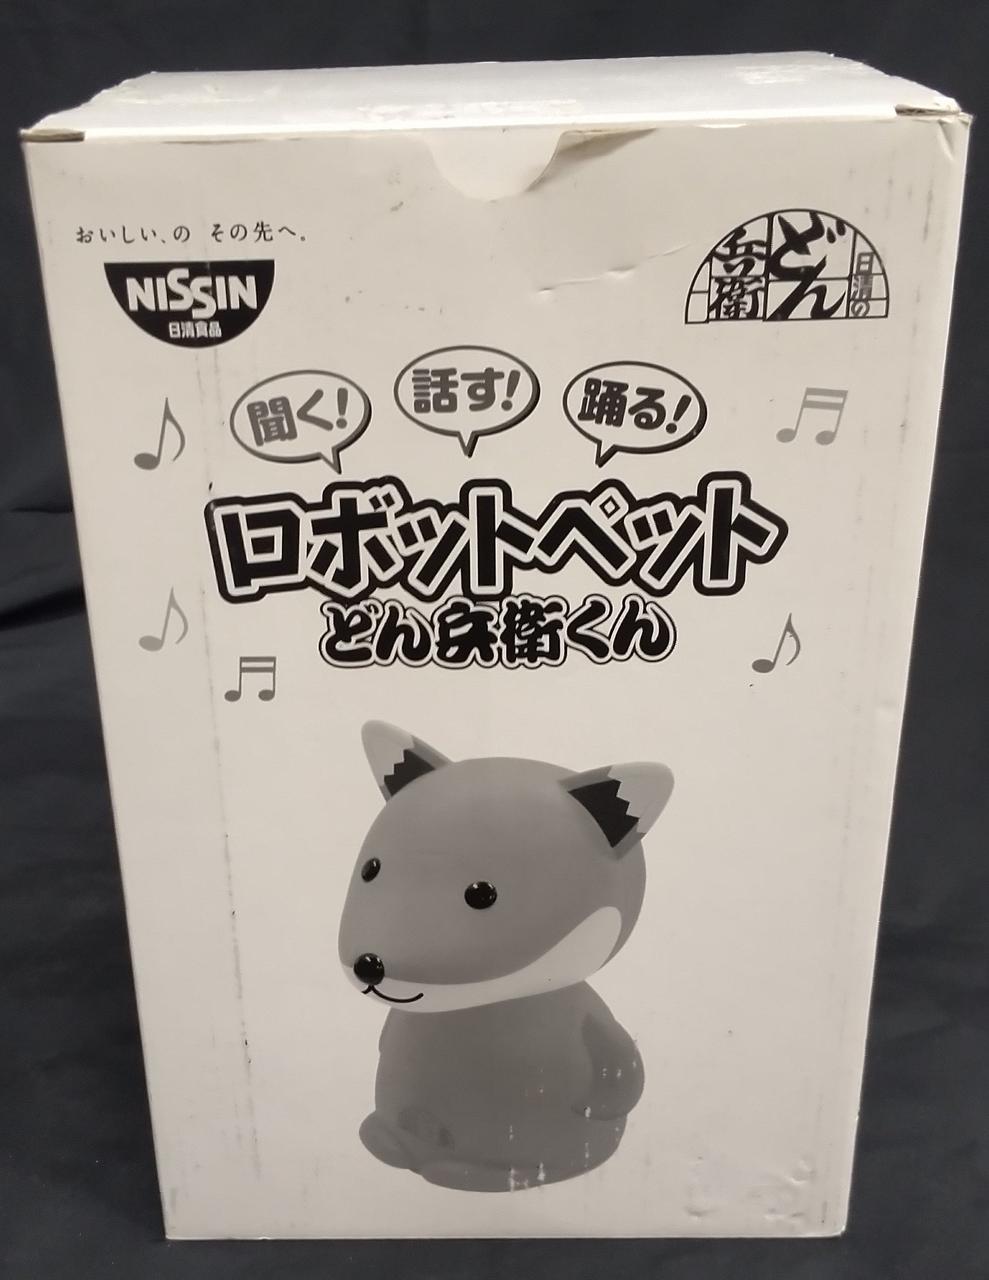 おいしい、の その先へ。
NISSIN
日清食品
日清の
どん
兵衛
聞く!
話す!
踊る!
ロボットペット
どん兵衛くん